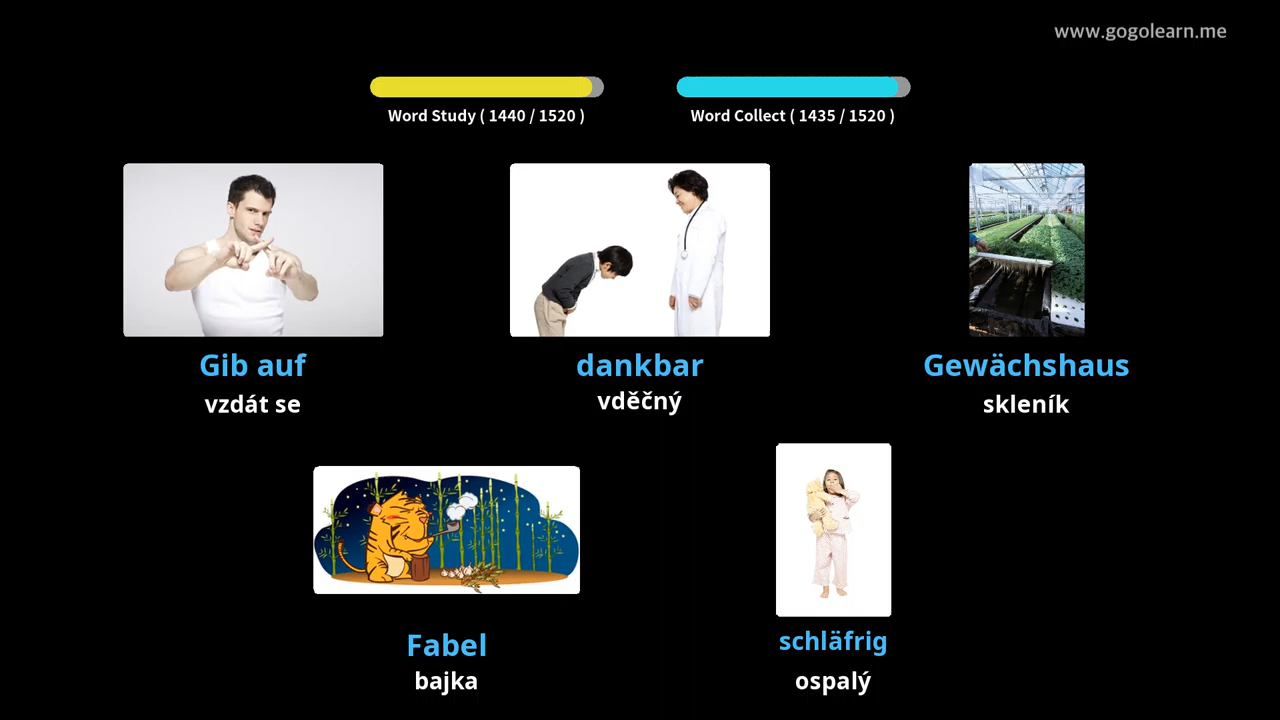 www.gogolearn.me
Word Study ( 1440 / 1520 )
Word Collect ( 1435 / 1520 )
Gib auf
vzdát se
dankbar
vděčný
Gewächshaus
skleník
Fabel
bajka
schläfrig
ospalý